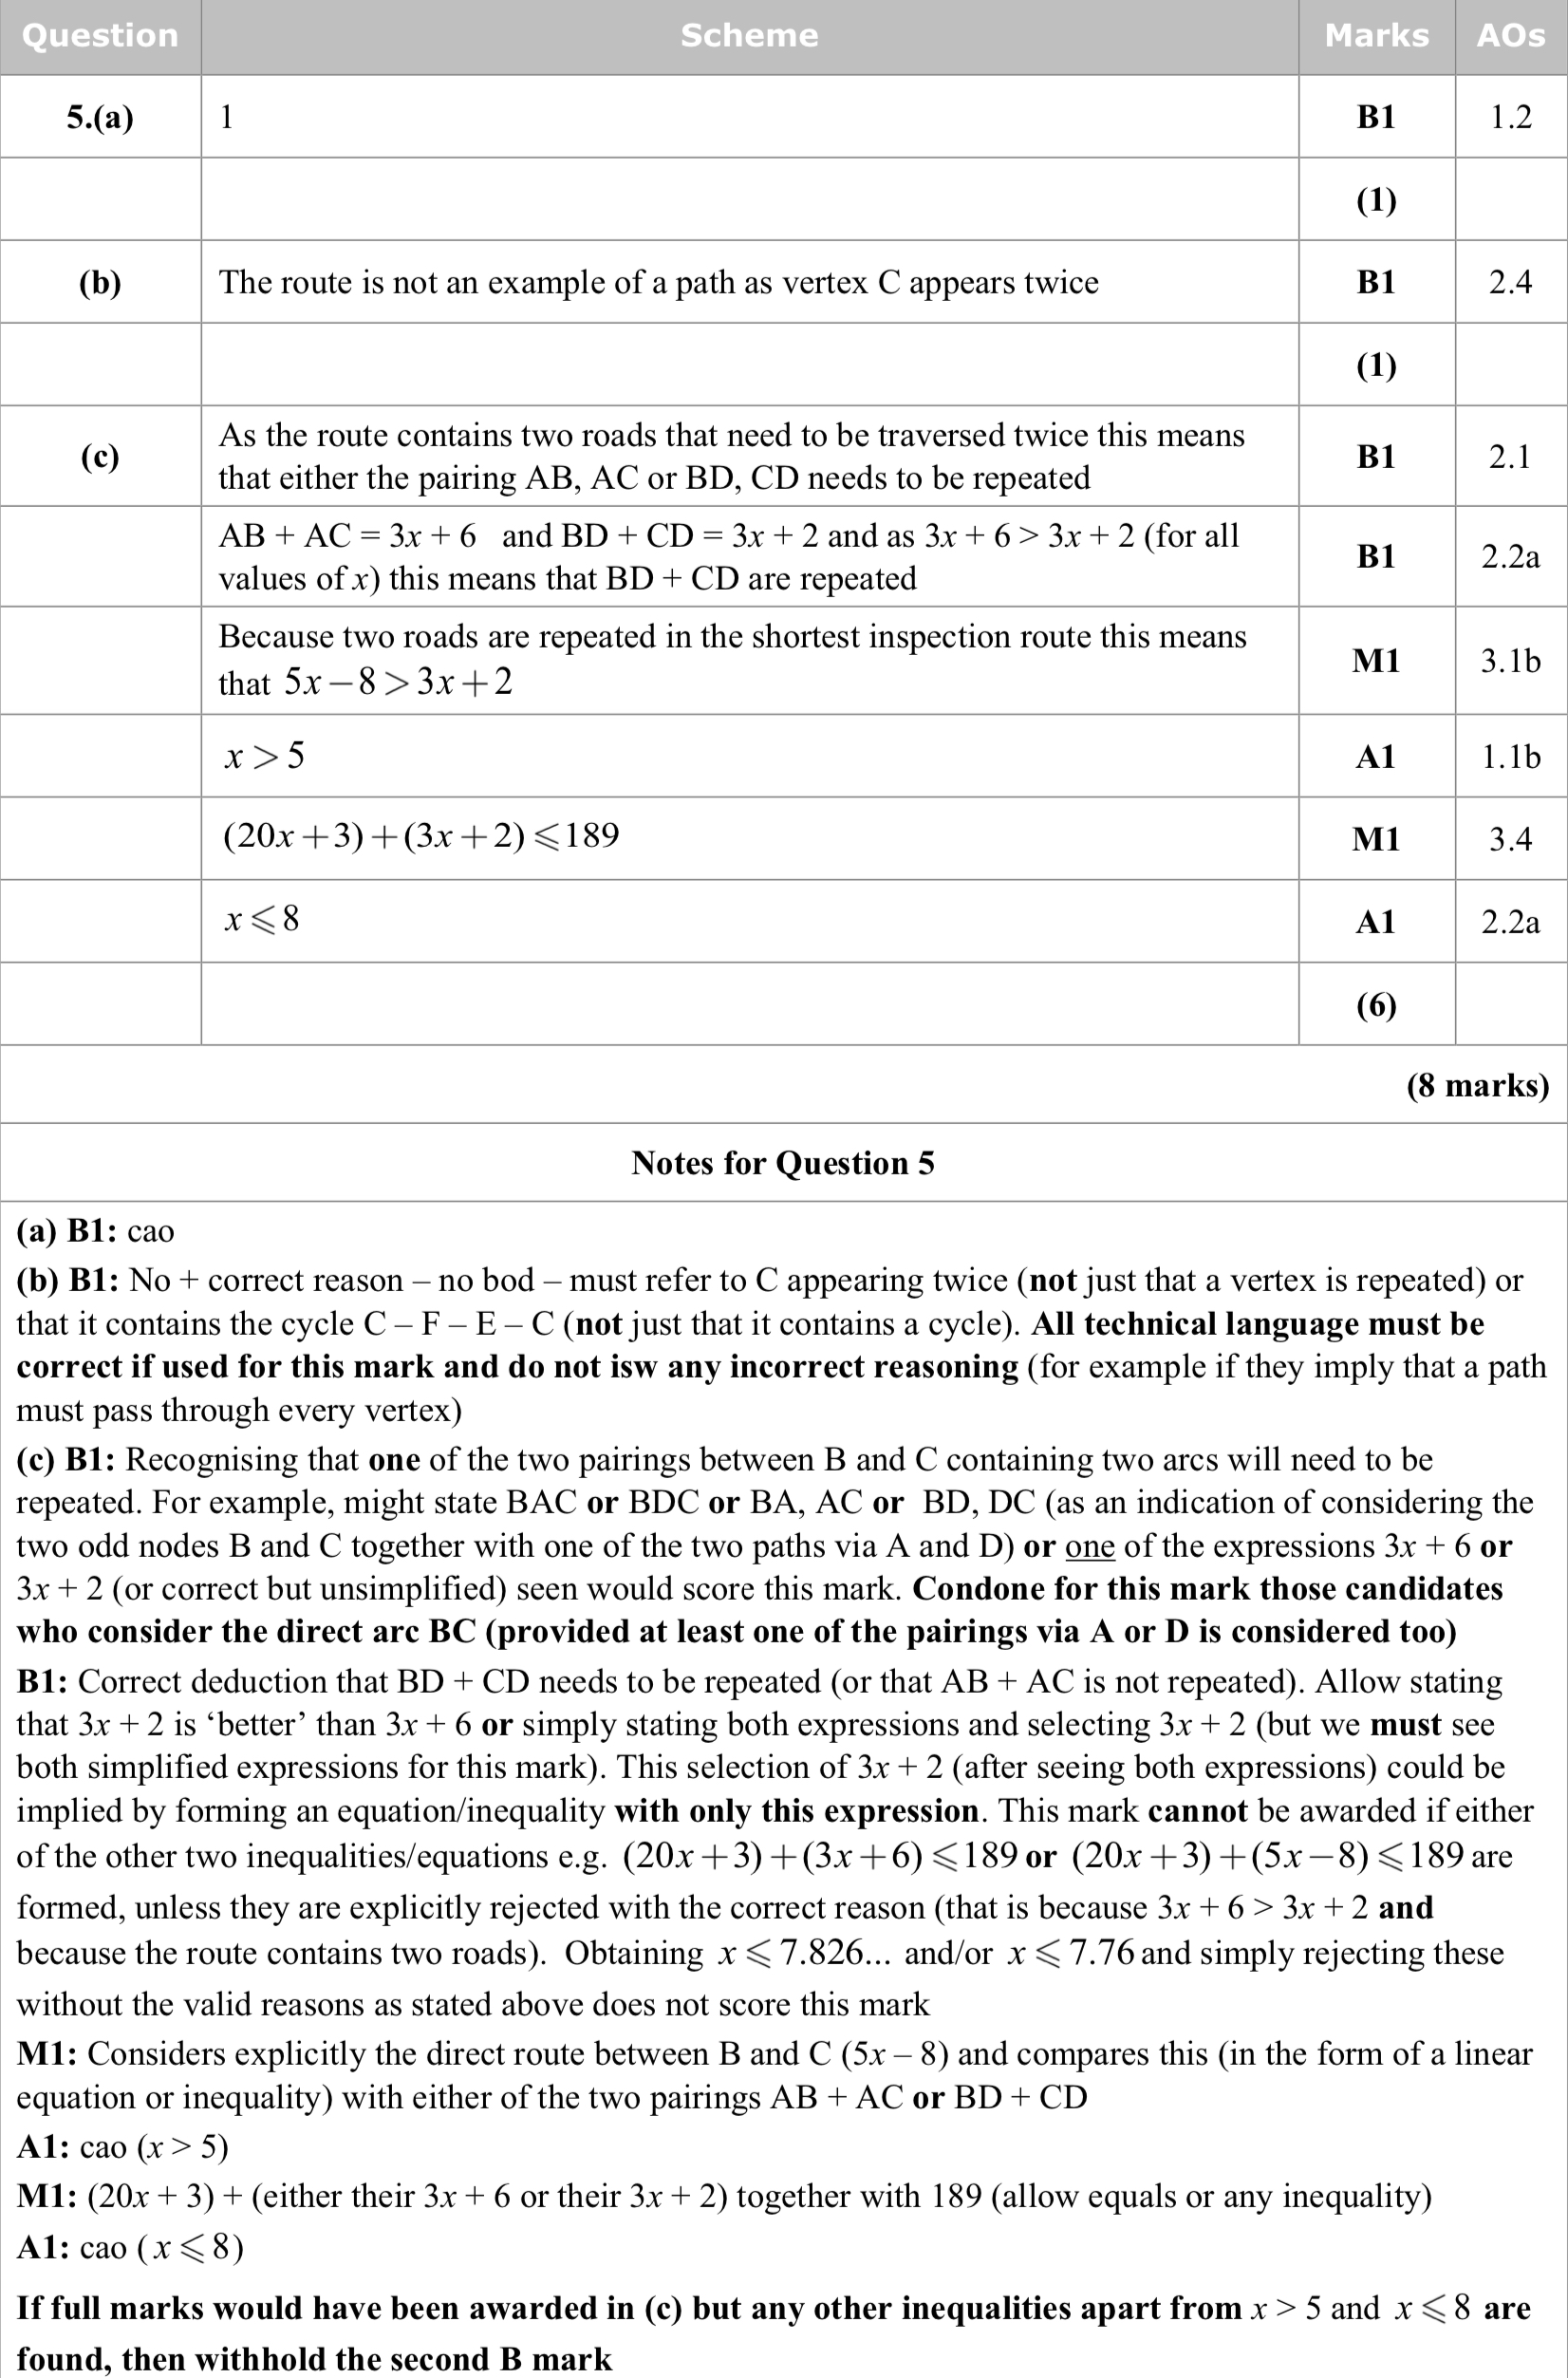 Question Scheme Marks AOs
5.(a) 1 B1 1.2
(1)
(b) The route is not an example of a path as vertex C appears twice B1 2.4
(1)
(c) As the route contains two roads that need to be traversed twice this means
that either the pairing AB, AC or BD, CD needs to be repeated B1 2.1
AB + AC = 3x + 6 and BD + CD = 3x + 2 and as 3x + 6 > 3x + 2 (for all
values of x) this means that BD + CD are repeated B1 2.2a
Because two roads are repeated in the shortest inspection route this means
that 5x − 8 > 3x + 2 M1 3.1b
x > 5 A1 1.1b
(20x + 3) + (3x + 2) ⩽ 189 M1 3.4
x ⩽ 8 A1 2.2a
(6)
(8 marks)
Notes for Question 5
(a) B1: cao
(b) B1: No + correct reason – no bod – must refer to C appearing twice (not just that a vertex is repeated) or
that it contains the cycle C – F – E – C (not just that it contains a cycle). All technical language must be
correct if used for this mark and do not isw any incorrect reasoning (for example if they imply that a path
must pass through every vertex)
(c) B1: Recognising that one of the two pairings between B and C containing two arcs will need to be
repeated. For example, might state BAC or BDC or BA, AC or BD, DC (as an indication of considering the
two odd nodes B and C together with one of the two paths via A and D) or one of the expressions 3x + 6 or
3x + 2 (or correct but unsimplified) seen would score this mark. Condone for this mark those candidates
who consider the direct arc BC (provided at least one of the pairings via A or D is considered too)
B1: Correct deduction that BD + CD needs to be repeated (or that AB + AC is not repeated). Allow stating
that 3x + 2 is ‘better’ than 3x + 6 or simply stating both expressions and selecting 3x + 2 (but we must see
both simplified expressions for this mark). This selection of 3x + 2 (after seeing both expressions) could be
implied by forming an equation/inequality with only this expression. This mark cannot be awarded if either
of the other two inequalities/equations e.g. (20x + 3) + (3x + 6) ⩽ 189 or (20x + 3) + (5x − 8) ⩽ 189 are
formed, unless they are explicitly rejected with the correct reason (that is because 3x + 6 > 3x + 2 and
because the route contains two roads). Obtaining x ⩽ 7.826... and/or x ⩽ 7.76 and simply rejecting these
without the valid reasons as stated above does not score this mark
M1: Considers explicitly the direct route between B and C (5x – 8) and compares this (in the form of a linear
equation or inequality) with either of the two pairings AB + AC or BD + CD
A1: cao (x > 5)
M1: (20x + 3) + (either their 3x + 6 or their 3x + 2) together with 189 (allow equals or any inequality)
A1: cao (x ⩽ 8)
If full marks would have been awarded in (c) but any other inequalities apart from x > 5 and x ⩽ 8 are
found, then withhold the second B mark